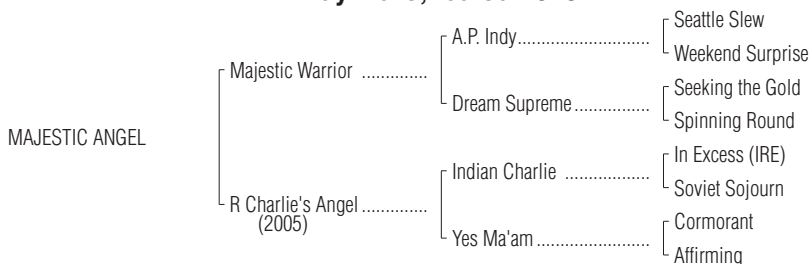 Seattle Slew
A.P. Indy
Weekend Surprise
Majestic Warrior
Seeking the Gold
Dream Supreme
Spinning Round
MAJESTIC ANGEL
In Excess (IRE)
Indian Charlie
Soviet Sojourn
R Charlie's Angel
(2005)
Cormorant
Yes Ma'am
Affirming